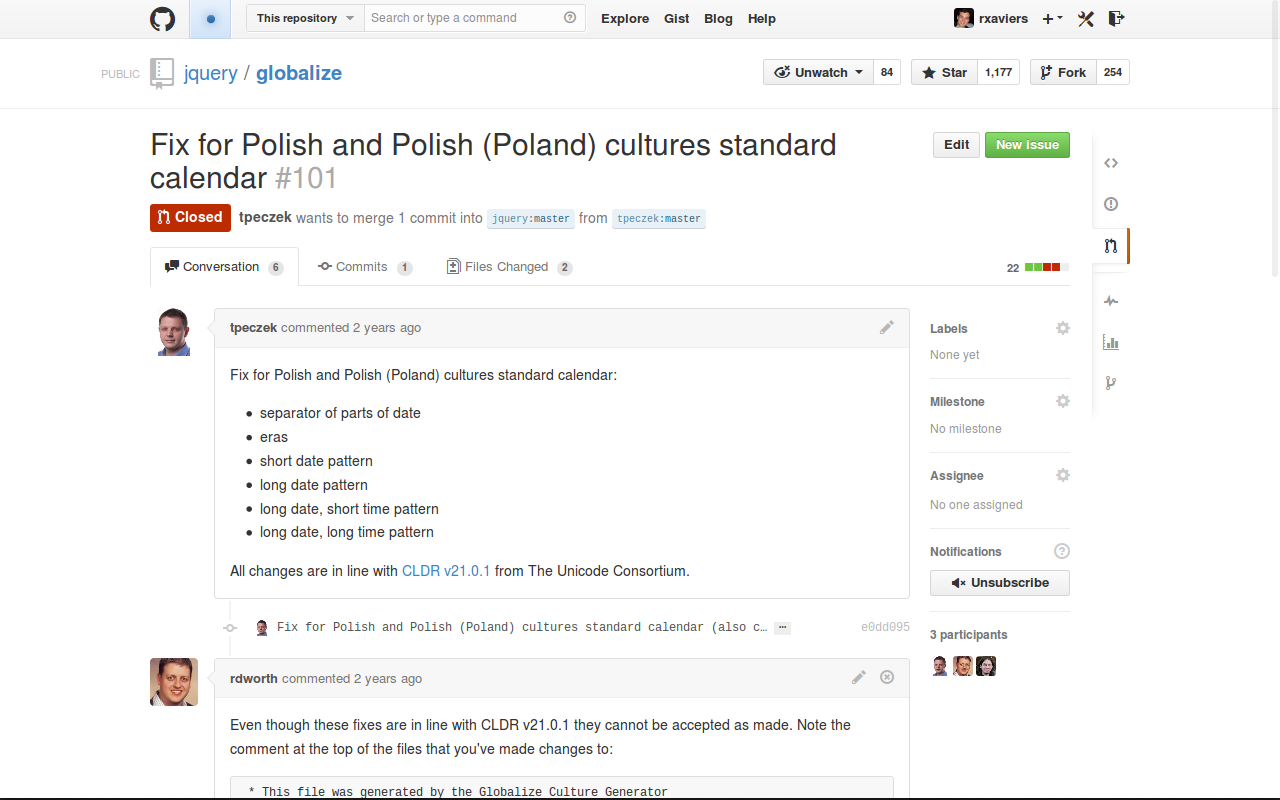 This repository Search or type a command Explore Gist Blog Help rxaviers
PUBLIC jquery / globalize Unwatch 84 Star 1,177 Fork 254
Fix for Polish and Polish (Poland) cultures standard
calendar #101
Edit New issue
Closed tpeczek wants to merge 1 commit into jquery:master from tpeczek:master
Conversation 6 Commits 1 Files Changed 2 22
tpeczek commented 2 years ago
Fix for Polish and Polish (Poland) cultures standard calendar:
• separator of parts of date
• eras
• short date pattern
• long date pattern
• long date, short time pattern
• long date, long time pattern
All changes are in line with CLDR v21.0.1 from The Unicode Consortium.
Fix for Polish and Polish (Poland) cultures standard calendar (also c… ··· e0dd095
rdworth commented 2 years ago
Even though these fixes are in line with CLDR v21.0.1 they cannot be accepted as made. Note the
comment at the top of the files that you've made changes to:
* This file was generated by the Globalize Culture Generator
Labels
None yet
Milestone
No milestone
Assignee
No one assigned
Notifications
Unsubscribe
3 participants